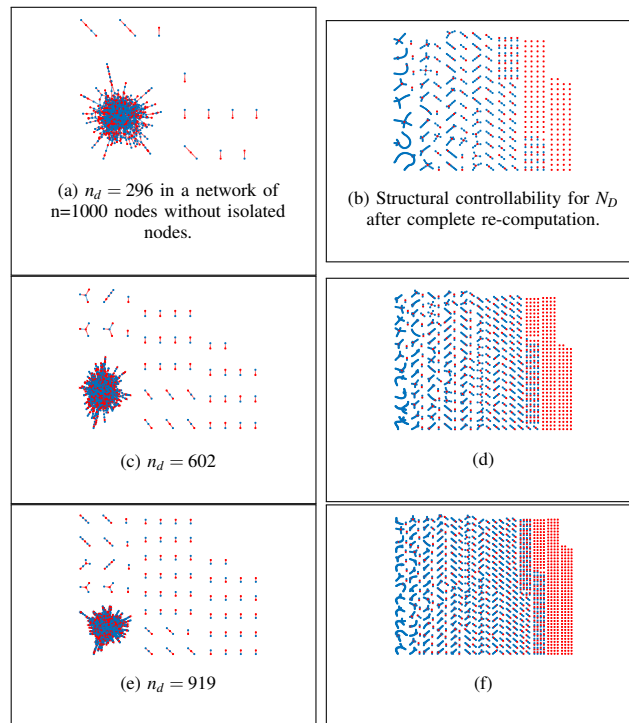 (a) n_d = 296 in a network of
n=1000 nodes without isolated
nodes.
(b) Structural controllability for N_D
after complete re-computation.
(c) n_d = 602
(d)
(e) n_d = 919
(f)